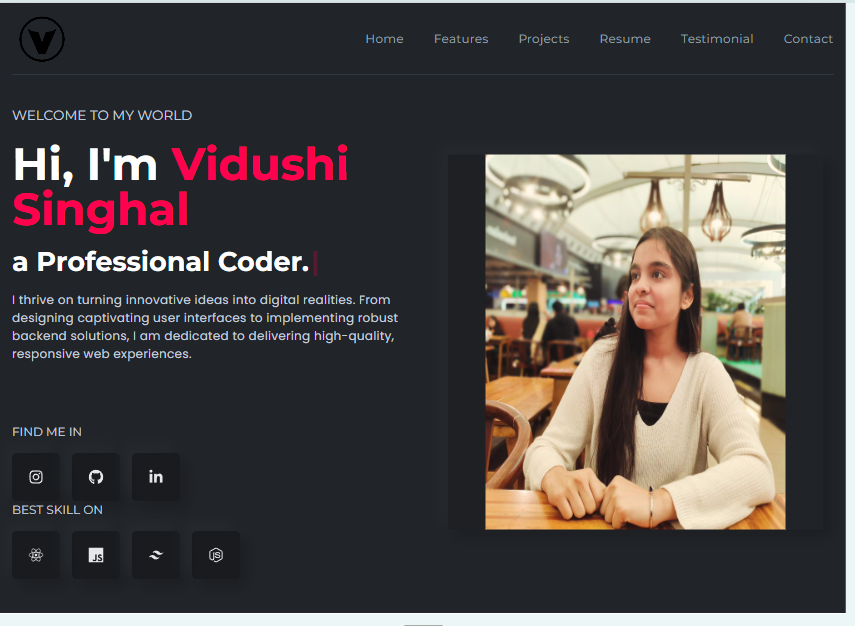 V
Home Features Projects Resume Testimonial Contact
WELCOME TO MY WORLD
Hi, I'm Vidushi
Singhal
a Professional Coder.
I thrive on turning innovative ideas into digital realities. From
designing captivating user interfaces to implementing robust
backend solutions, I am dedicated to delivering high-quality,
responsive web experiences.
FIND ME IN
in
BEST SKILL ON
JS
JS